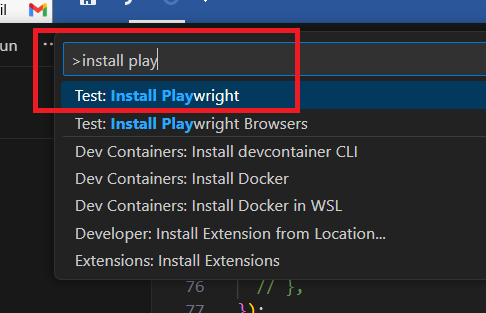 il
un
>install play
Test: Install Playwright
Test: Install Playwright Browsers
Dev Containers: Install devcontainer CLI
Dev Containers: Install Docker
Dev Containers: Install Docker in WSL
Developer: Install Extension from Location...
Extensions: Install Extensions
76 // },
77 });